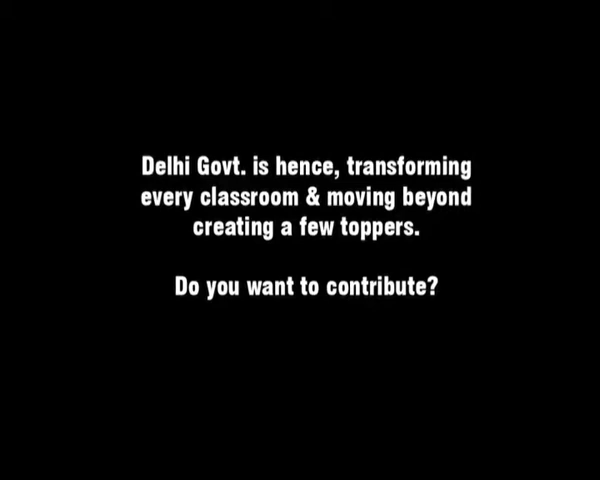 Delhi Govt. is hence, transforming
every classroom & moving beyond
creating a few toppers.
Do you want to contribute?